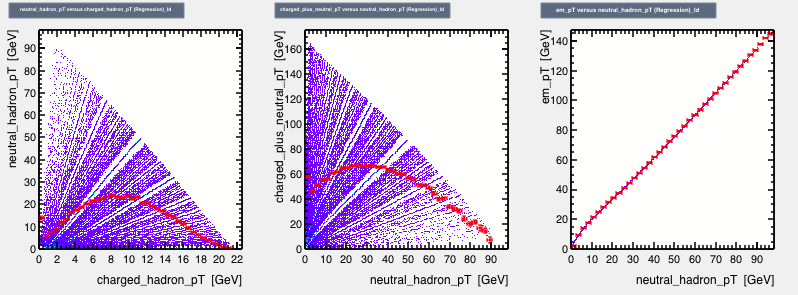 neutral_hadron_pT versus charged_hadron_pT (Regression)_Id
neutral_hadron_pT [GeV]
90
80
70
60
50
40
30
20
10
0
0 2 4 6 8 10 12 14 16 18 20 22
charged_hadron_pT [GeV]
charged_plus_neutral_pT versus neutral_hadron_pT (Regression)_Id
charged_plus_neutral_pT [GeV]
160
140
120
100
80
60
40
20
0
0 10 20 30 40 50 60 70 80 90
neutral_hadron_pT [GeV]
em_pT versus neutral_hadron_pT (Regression)_Id
em_pT [GeV]
140
120
100
80
60
40
20
0
0 10 20 30 40 50 60 70 80 90
neutral_hadron_pT [GeV]